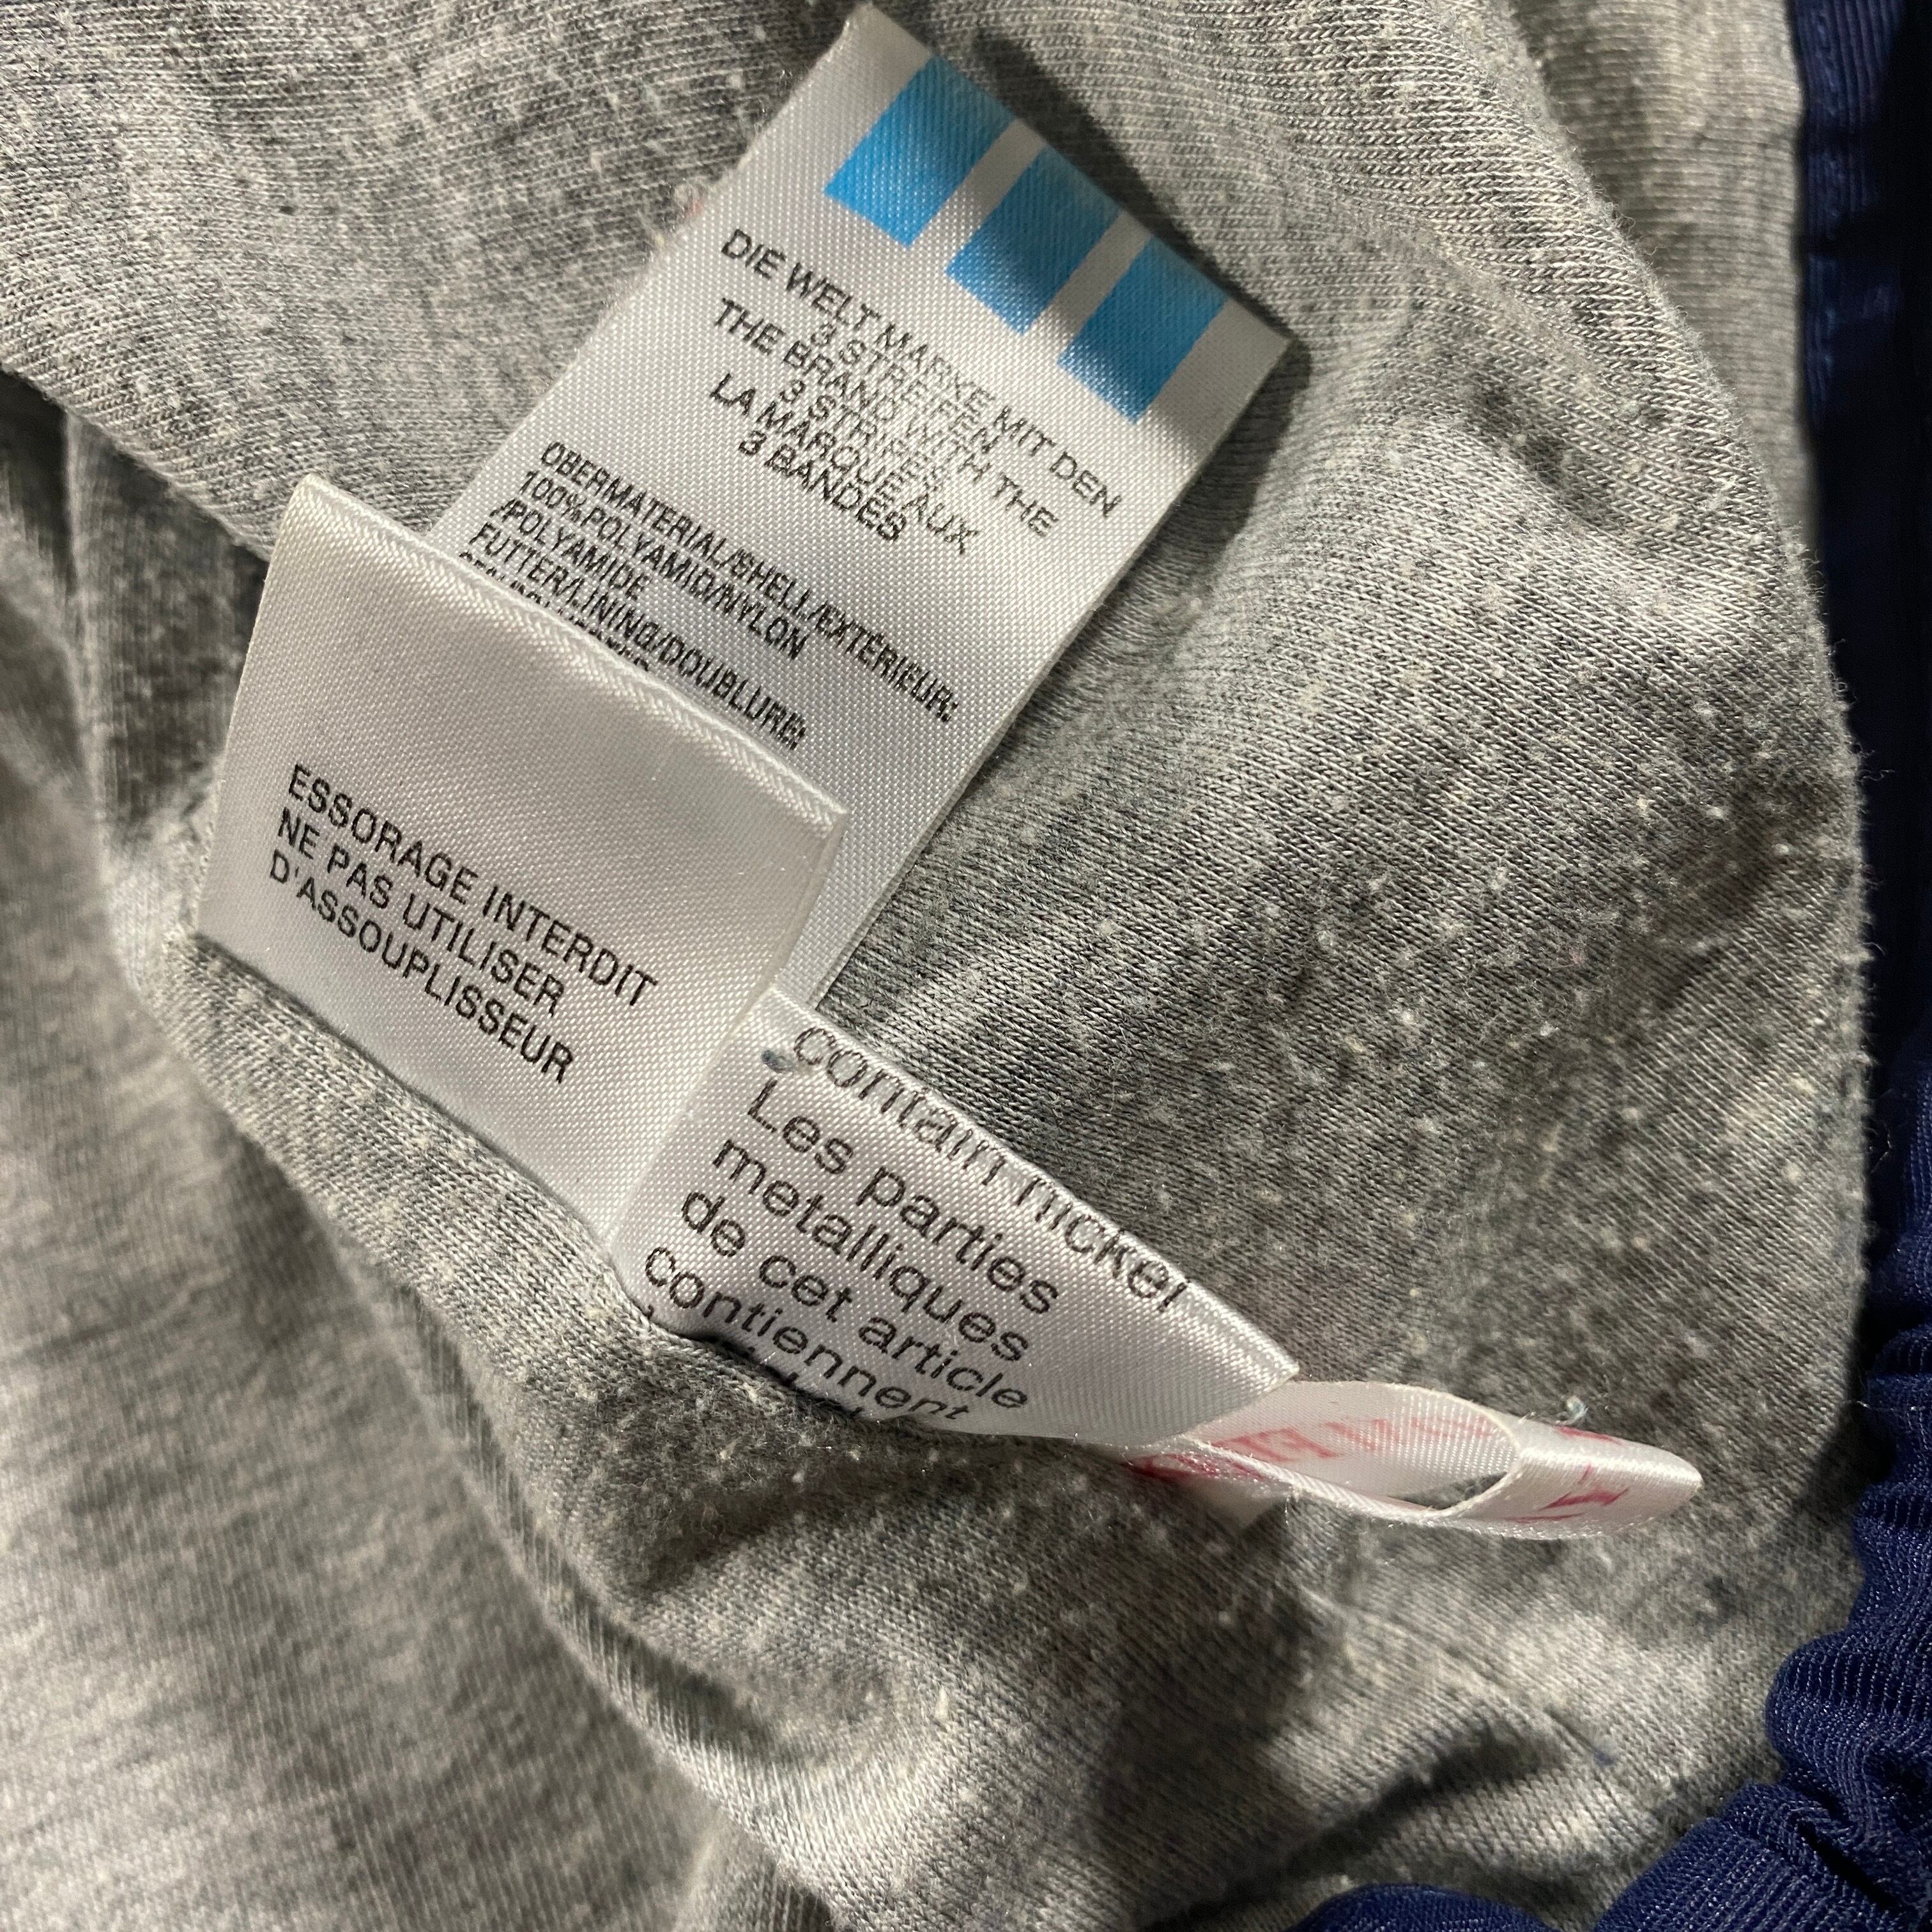 DIE WELT MARKE MIT DEN
3 STREIFEN
THE BRAND WITH THE
3 STRIPES.
LA MARQUE AUX
3 BANDES
OBERMATERIAL/SHELL/EXTÉRIEUR:
100%POLYAMID/NYLON
/POLYAMIDE
FUTTER/LINING/DOUBLURE:
ESSORAGE INTERDIT
NE PAS UTILISER
D'ASSOUPLISSEUR
contain nickel
Les parties
metalliques
de cet article
contiennent